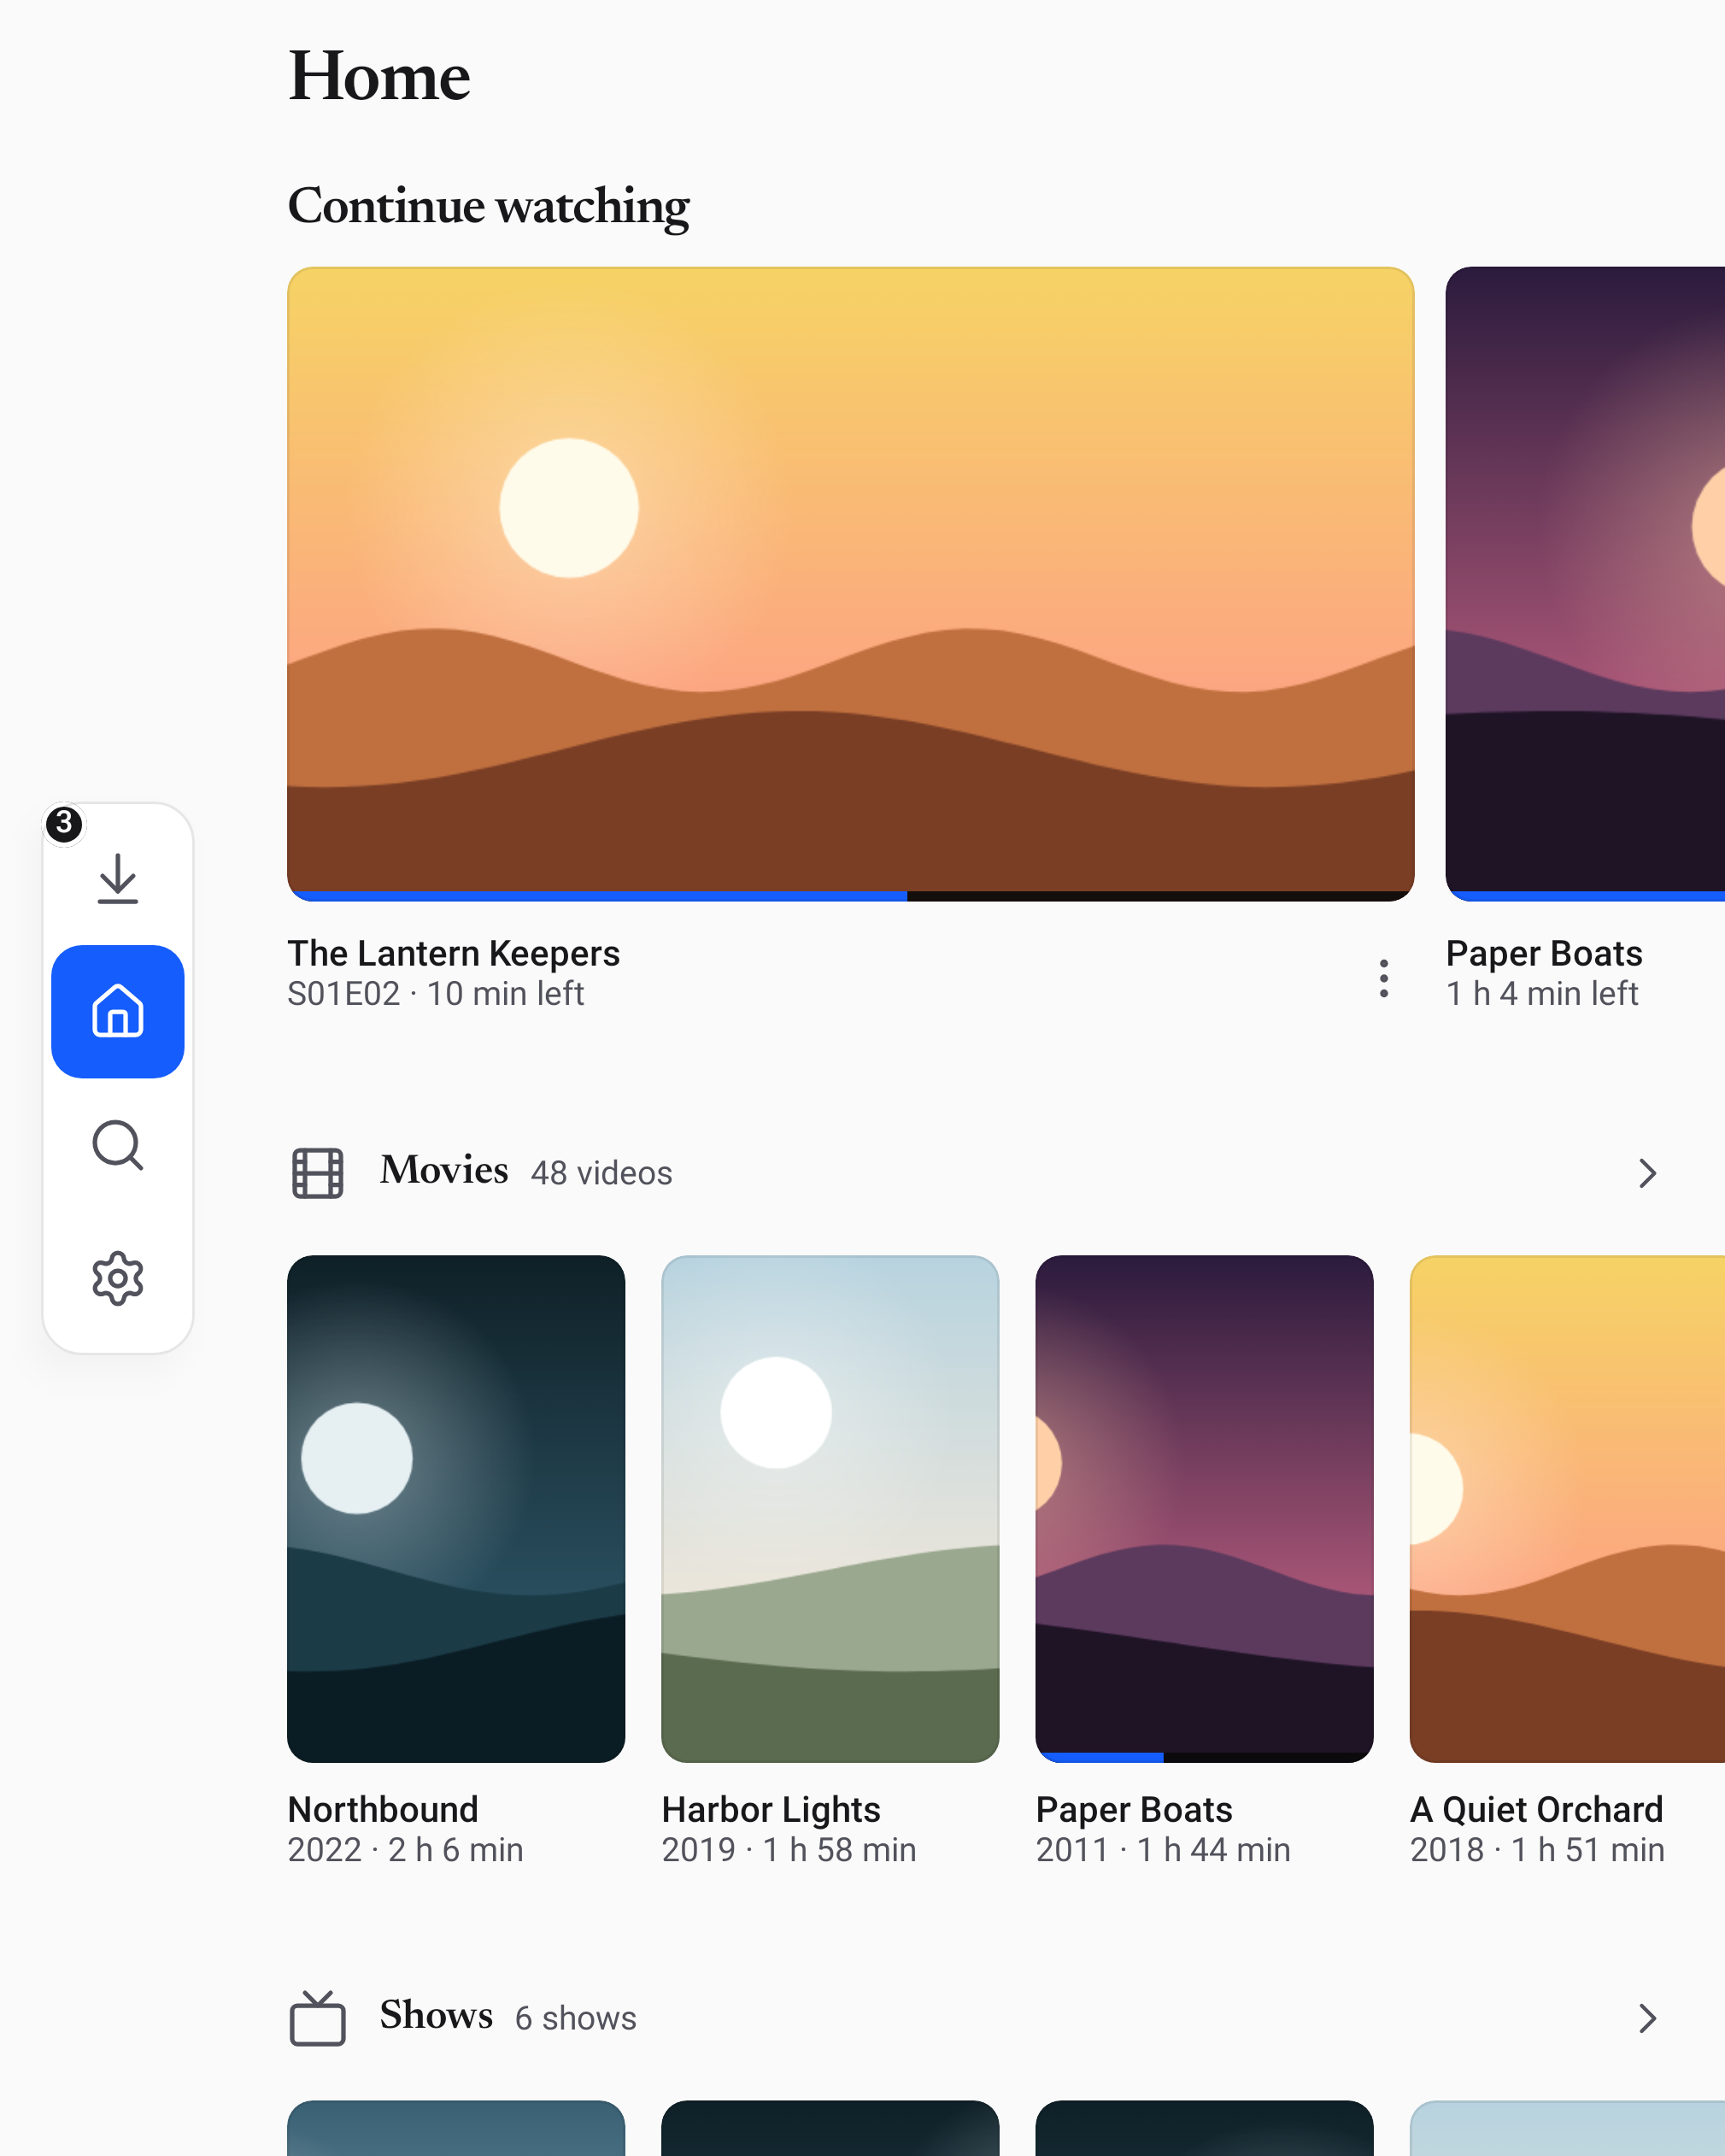 Home
Continue watching
3
The Lantern Keepers
S01E02 · 10 min left
Paper Boats
1 h 4 min left
Movies 48 videos
Northbound
2022 · 2 h 6 min
Harbor Lights
2019 · 1 h 58 min
Paper Boats
2011 · 1 h 44 min
A Quiet Orchard
2018 · 1 h 51 min
Shows 6 shows